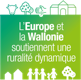 L'Europe et
la Wallonie
soutiennent une
ruralité dynamique